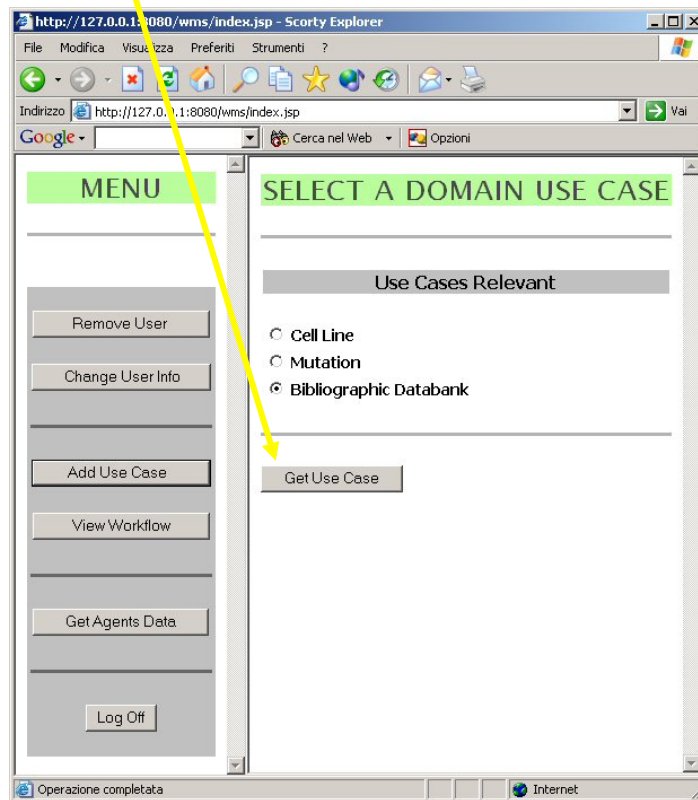 http://127.0.0.1:8080/wms/index.jsp - Scorty Explorer
File Modifica Visualizza Preferiti Strumenti ?
Indirizzo http://127.0.0.1:8080/wms/index.jsp Vai
Google Cerca nel Web Opzioni
MENU
Remove User
Change User Info
Add Use Case
View Workflow
Get Agents Data
Log Off
SELECT A DOMAIN USE CASE
Use Cases Relevant
Cell Line
Mutation
Bibliographic Databank
Get Use Case
Operazione completata Internet